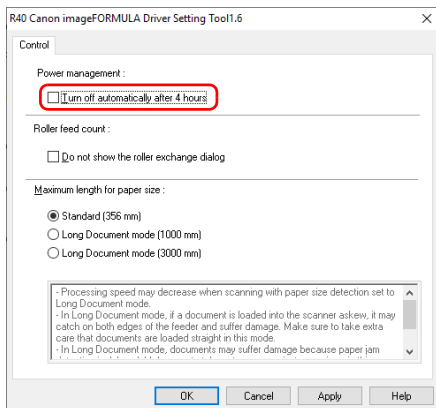 R40 Canon imageFORMULA Driver Setting Tool1.6
Control
Power management :
Turn off automatically after 4 hours
Roller feed count :
Do not show the roller exchange dialog
Maximum length for paper size :
Standard (356 mm)
Long Document mode (1000 mm)
Long Document mode (3000 mm)
- Processing speed may decrease when scanning with paper size detection set to
Long Document mode.
- In Long Document mode, if a document is loaded into the scanner askew, it may
catch on both edges of the feeder and suffer damage. Make sure to take extra
care that documents are loaded straight in this mode.
- In Long Document mode, documents may suffer damage because paper jam
OK Cancel Apply Help